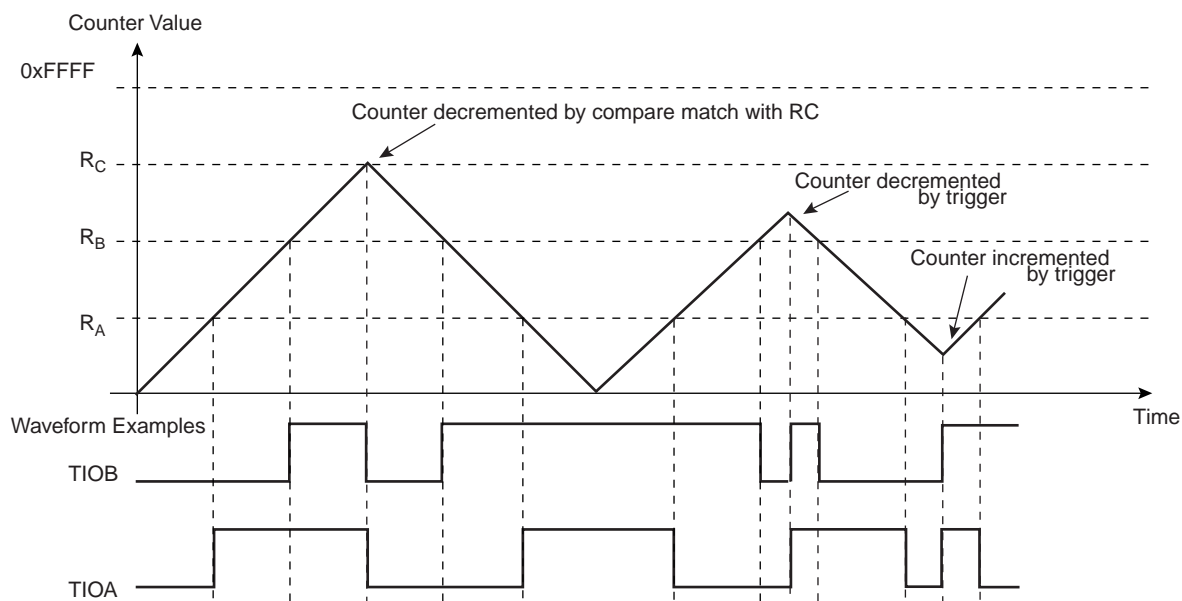 Counter Value
0xFFFF
Counter decremented by compare match with RC
RC
Counter decremented
by trigger
RB
Counter incremented
by trigger
RA
Time
Waveform Examples
TIOB
TIOA